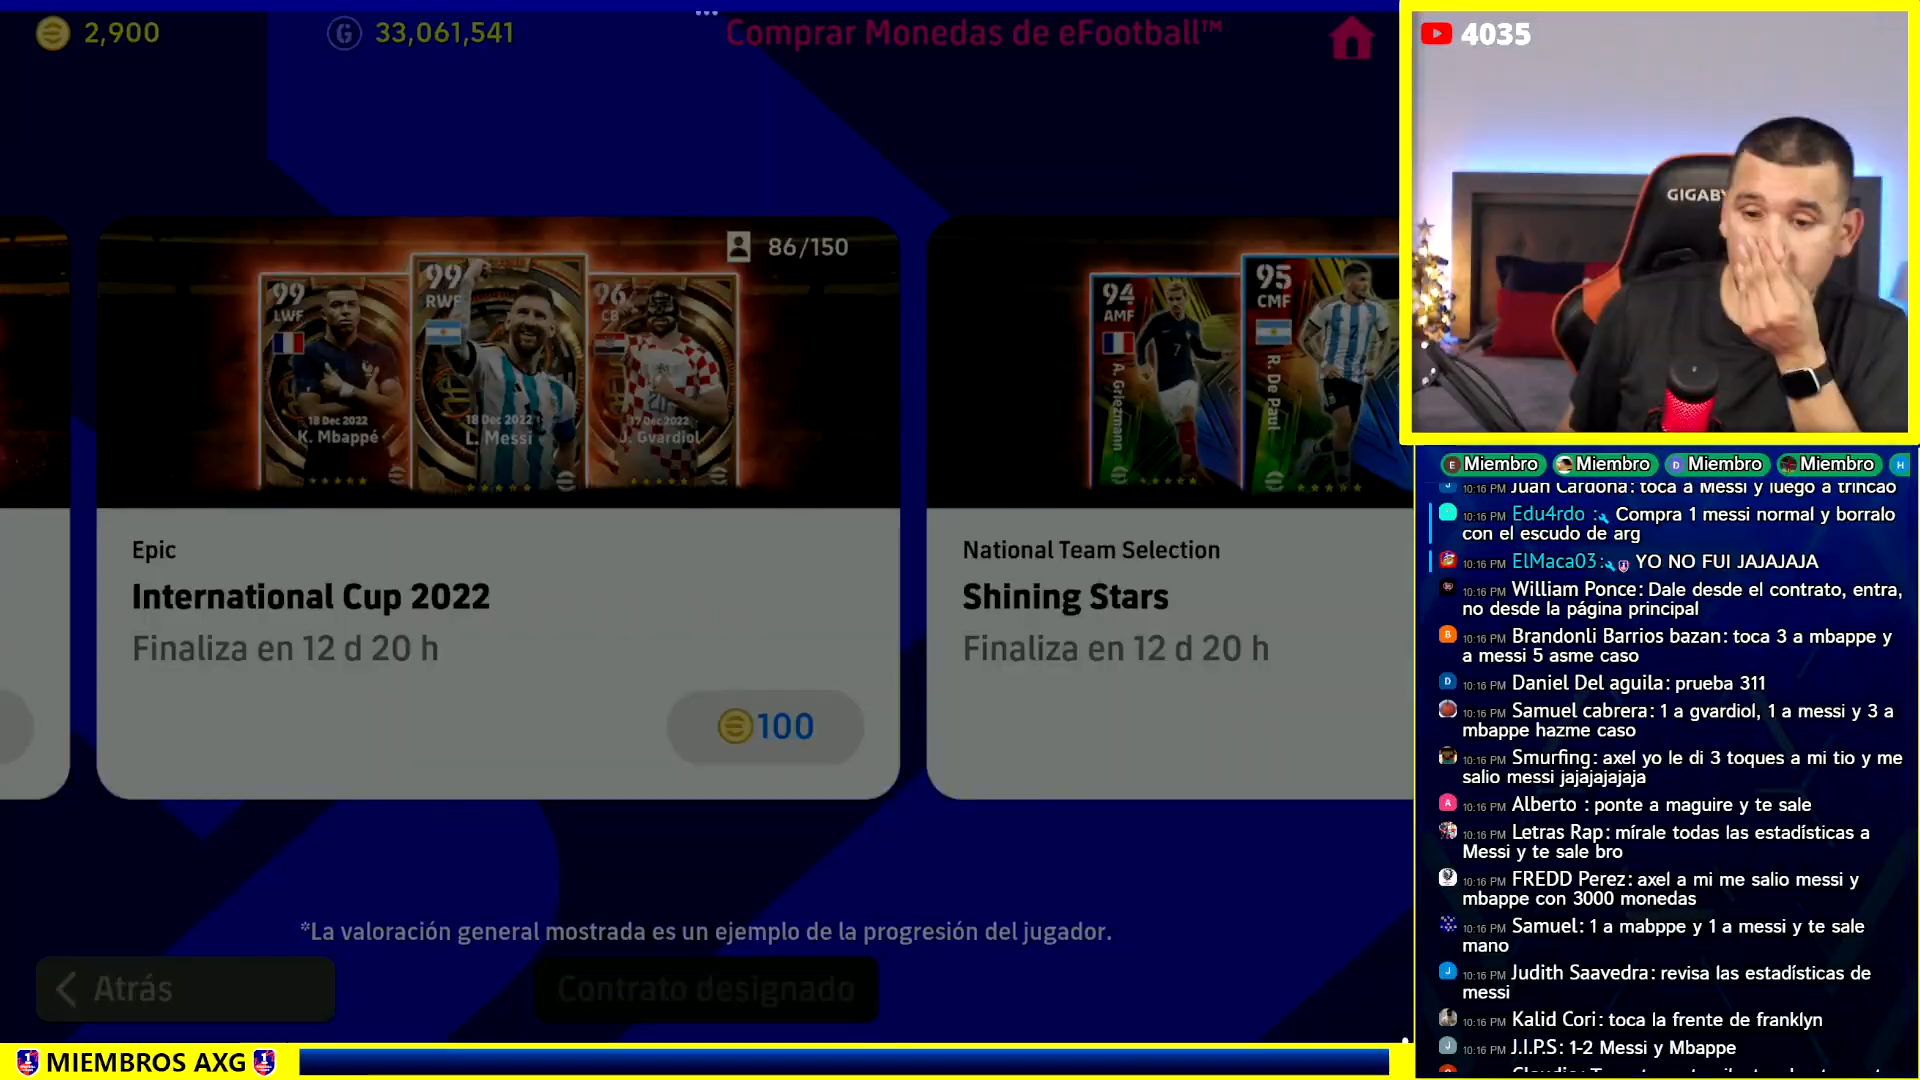 2,900
33,061,541
Comprar Monedas de eFootball™
4035
GIGABY
86/150
99
LWF
18 Dec 2022
K. Mbappé
99
RWF
18 Dec 2022
L. Messi
96
CB
17 Dec 2022
J. Gvardiol
94
AMF
A. Griezmann
95
CMF
R. De Paul
Epic
International Cup 2022
Finaliza en 12 d 20 h
100
National Team Selection
Shining Stars
Finaliza en 12 d 20 h
*La valoración general mostrada es un ejemplo de la progresión del jugador.
Atrás
Contrato designado
MIEMBROS AXG
E Miembro
Miembro
D Miembro
Miembro
H
J 10:16 PM Juan Cardona: toca a Messi y luego a trincao
10:16 PM Edu4rdo : Compra 1 messi normal y borralo
con el escudo de arg
10:16 PM ElMaca03: YO NO FUI JAJAJAJA
10:16 PM William Ponce: Dale desde el contrato, entra,
no desde la página principal
B 10:16 PM Brandonli Barrios bazan: toca 3 a mbappe y
a messi 5 asme caso
D 10:16 PM Daniel Del aguila: prueba 311
10:16 PM Samuel cabrera: 1 a gvardiol, 1 a messi y 3 a
mbappe hazme caso
10:16 PM Smurfing: axel yo le di 3 toques a mi tio y me
salio messi jajajajajaja
A 10:16 PM Alberto : ponte a maguire y te sale
10:16 PM Letras Rap: mírale todas las estadísticas a
Messi y te sale bro
10:16 PM FREDD Perez: axel a mi me salio messi y
mbappe con 3000 monedas
10:16 PM Samuel: 1 a mabppe y 1 a messi y te sale
mano
J 10:16 PM Judith Saavedra: revisa las estadísticas de
messi
10:16 PM Kalid Cori: toca la frente de franklyn
J 10:16 PM J.I.P.S: 1-2 Messi y Mbappe